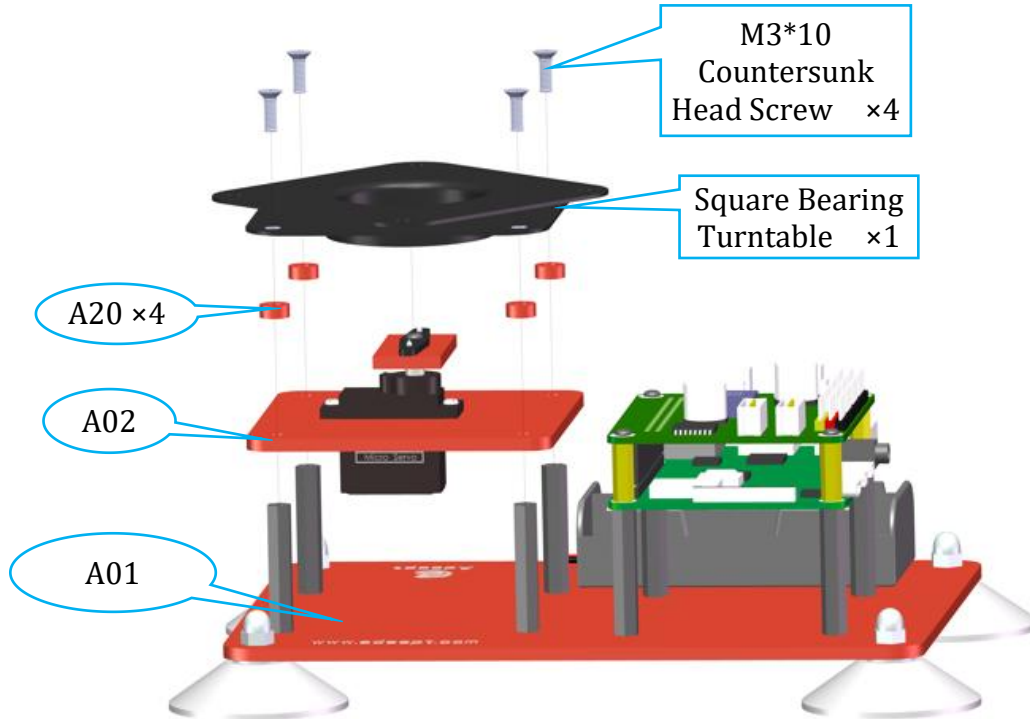 M3*10
Countersunk
Head Screw ×4
Square Bearing
Turntable ×1
A20 ×4
A02
Micro Servo
A01
www.adeept.com